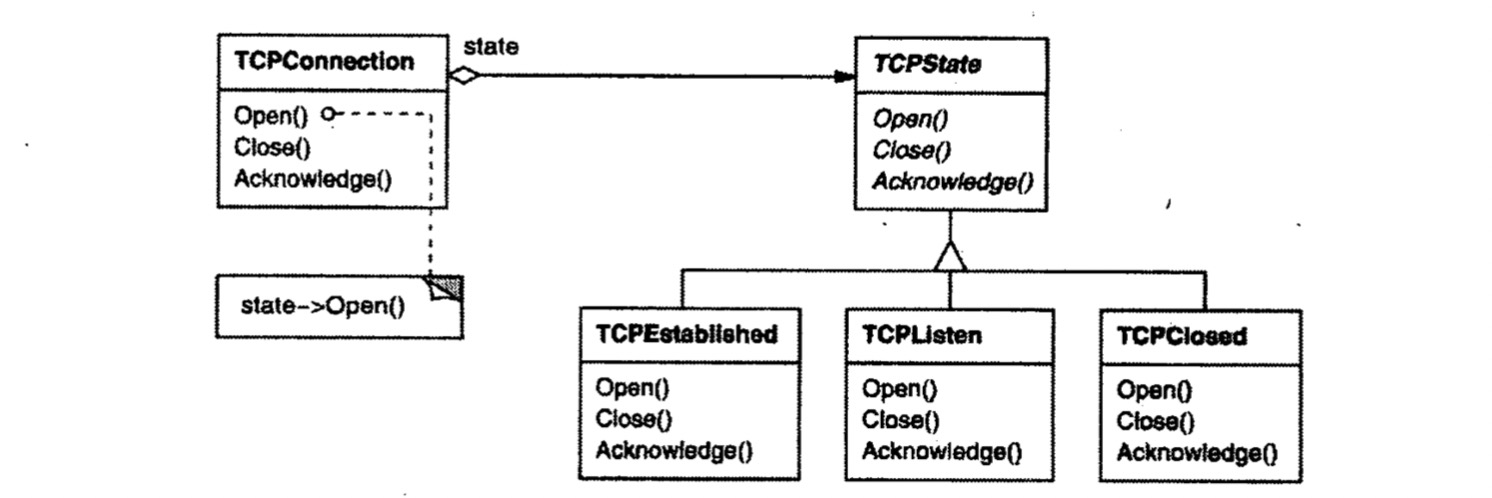 TCPConnection
Open()
Close()
Acknowledge()
state
TCPState
Open()
Close()
Acknowledge()
state->Open()
TCPEstablished
Open()
Close()
Acknowledge()
TCPListen
Open()
Close()
Acknowledge()
TCPClosed
Open()
Close()
Acknowledge()